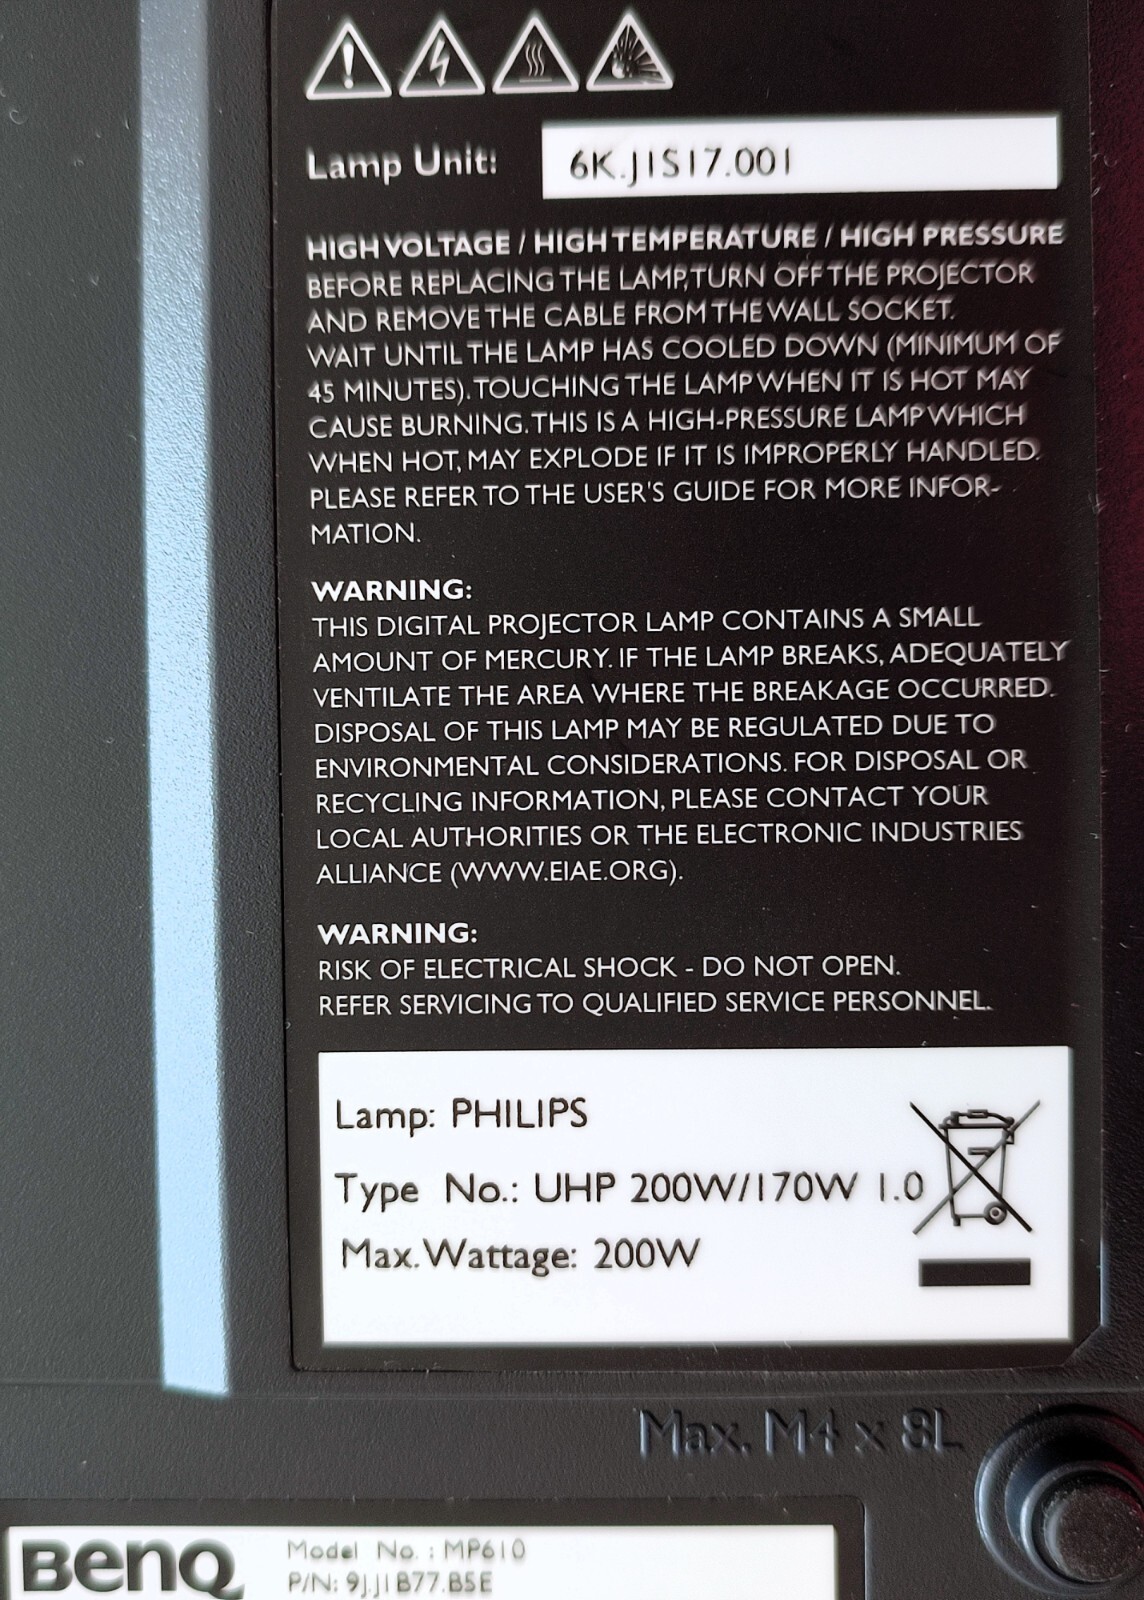 Lamp Unit: 6K.J1S17.001
HIGH VOLTAGE / HIGH TEMPERATURE / HIGH PRESSURE
BEFORE REPLACING THE LAMP, TURN OFF THE PROJECTOR
AND REMOVE THE CABLE FROM THE WALL SOCKET.
WAIT UNTIL THE LAMP HAS COOLED DOWN (MINIMUM OF
45 MINUTES). TOUCHING THE LAMP WHEN IT IS HOT MAY
CAUSE BURNING. THIS IS A HIGH-PRESSURE LAMP WHICH
WHEN HOT, MAY EXPLODE IF IT IS IMPROPERLY HANDLED.
PLEASE REFER TO THE USER'S GUIDE FOR MORE INFOR-
MATION.
WARNING:
THIS DIGITAL PROJECTOR LAMP CONTAINS A SMALL
AMOUNT OF MERCURY. IF THE LAMP BREAKS, ADEQUATELY
VENTILATE THE AREA WHERE THE BREAKAGE OCCURRED.
DISPOSAL OF THIS LAMP MAY BE REGULATED DUE TO
ENVIRONMENTAL CONSIDERATIONS. FOR DISPOSAL OR
RECYCLING INFORMATION, PLEASE CONTACT YOUR
LOCAL AUTHORITIES OR THE ELECTRONIC INDUSTRIES
ALLIANCE (WWW.EIAE.ORG).
WARNING:
RISK OF ELECTRICAL SHOCK - DO NOT OPEN.
REFER SERVICING TO QUALIFIED SERVICE PERSONNEL.
Lamp: PHILIPS
Type No.: UHP 200W/170W 1.0
Max. Wattage: 200W
Max. M4 x 8L
BenQ
Model No. : MP610
P/N: 9J.J1B77.B5E